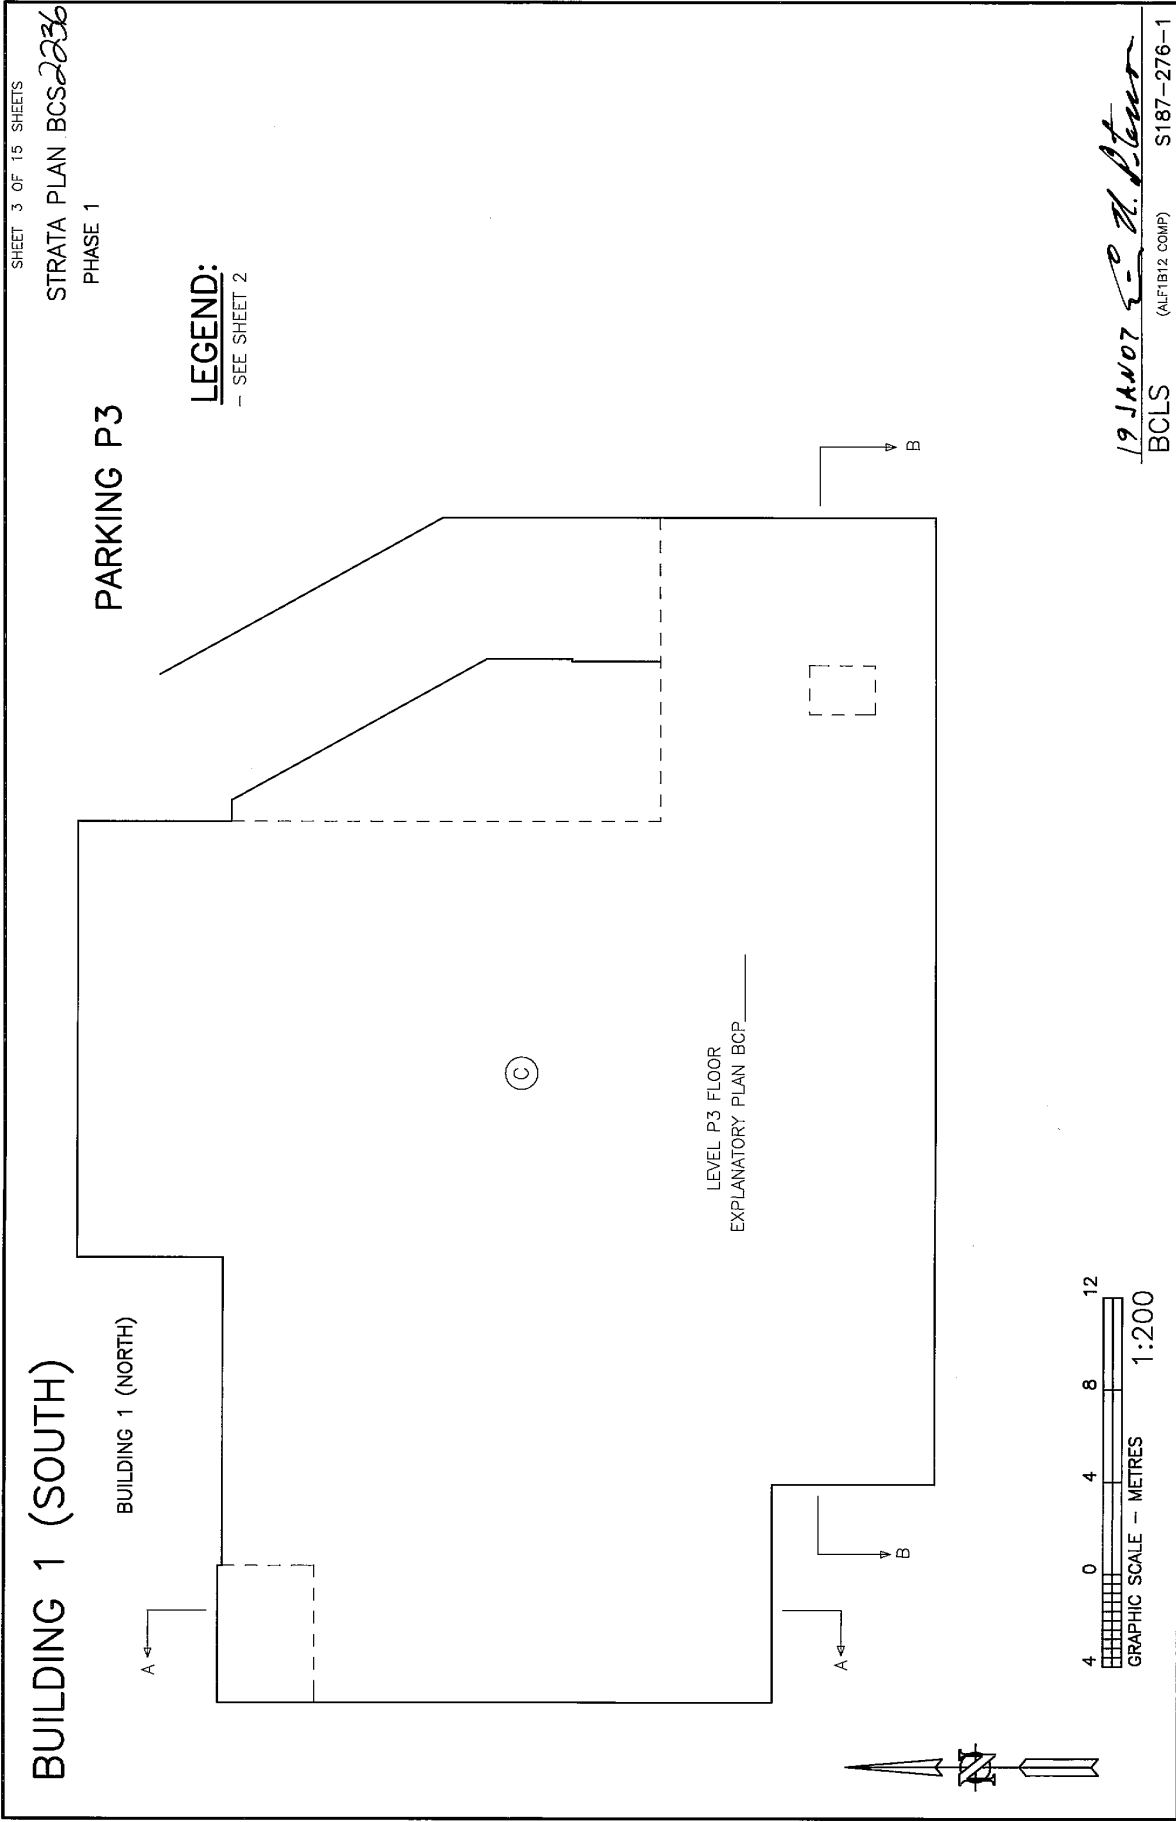 SHEET 3 OF 15 SHEETS
STRATA PLAN BCS2236
PHASE 1
BUILDING 1 (SOUTH)
PARKING P3
BUILDING 1 (NORTH)
LEGEND:
- SEE SHEET 2
A
C
B
LEVEL P3 FLOOR
EXPLANATORY PLAN BCP____
A
B
N
4 0 4 8 12
GRAPHIC SCALE - METRES 1:200
19 JAN 07
BCLS (ALF1B12 COMP) S187-276-1